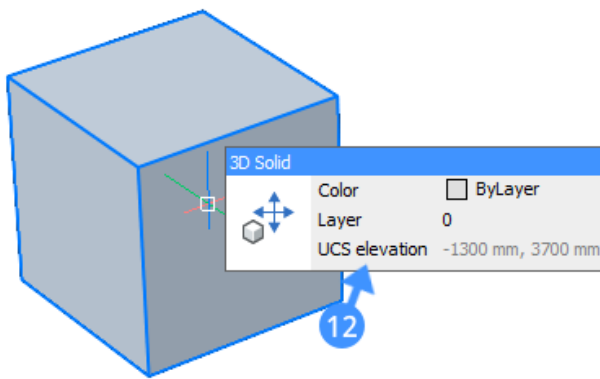 3D Solid
Color ByLayer
Layer 0
UCS elevation -1300 mm, 3700 mm
12